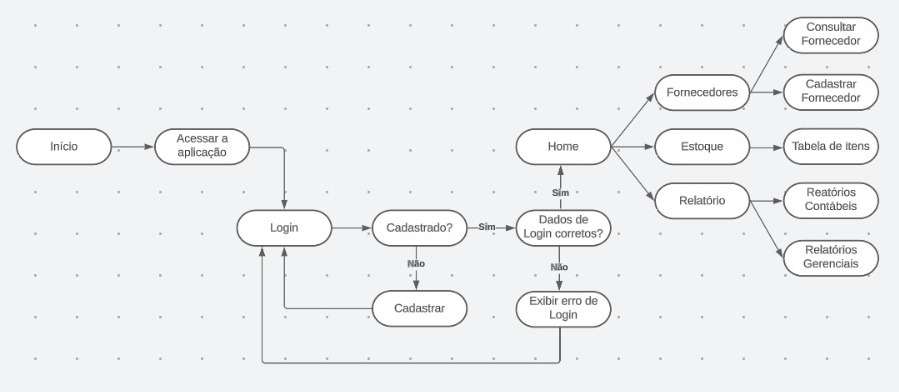 Início
Acessar a
aplicação
Login
Cadastrado?
Não
Cadastrar
Sim
Dados de
Login corretos?
Não
Exibir erro de
Login
Sim
Home
Fornecedores
Consultar
Fornecedor
Cadastrar
Fornecedor
Estoque
Tabela de itens
Relatório
Reatórios
Contábeis
Relatórios
Gerenciais